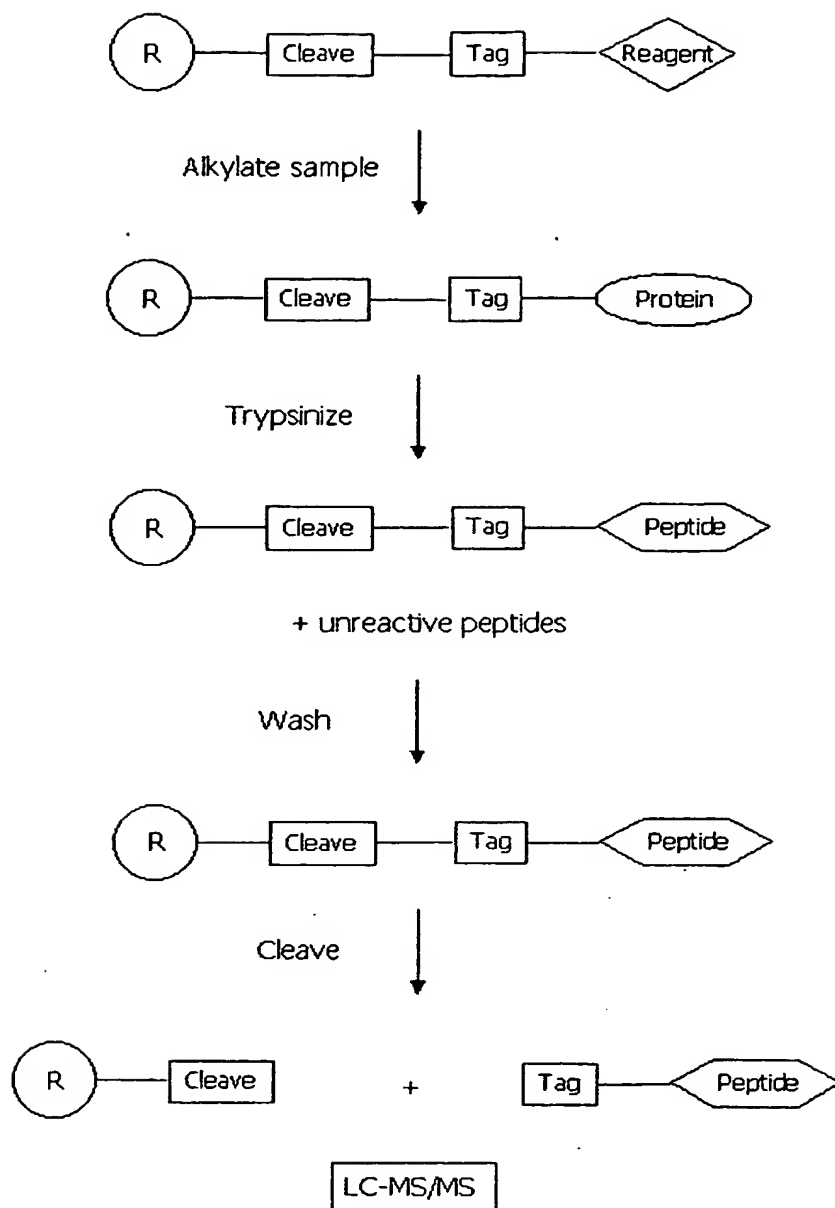 R Cleave Tag Reagent
Alkylate sample
R Cleave Tag Protein
Trypsinize
R Cleave Tag Peptide
+ unreactive peptides
Wash
R Cleave Tag Peptide
Cleave
R Cleave + Tag Peptide
LC-MS/MS